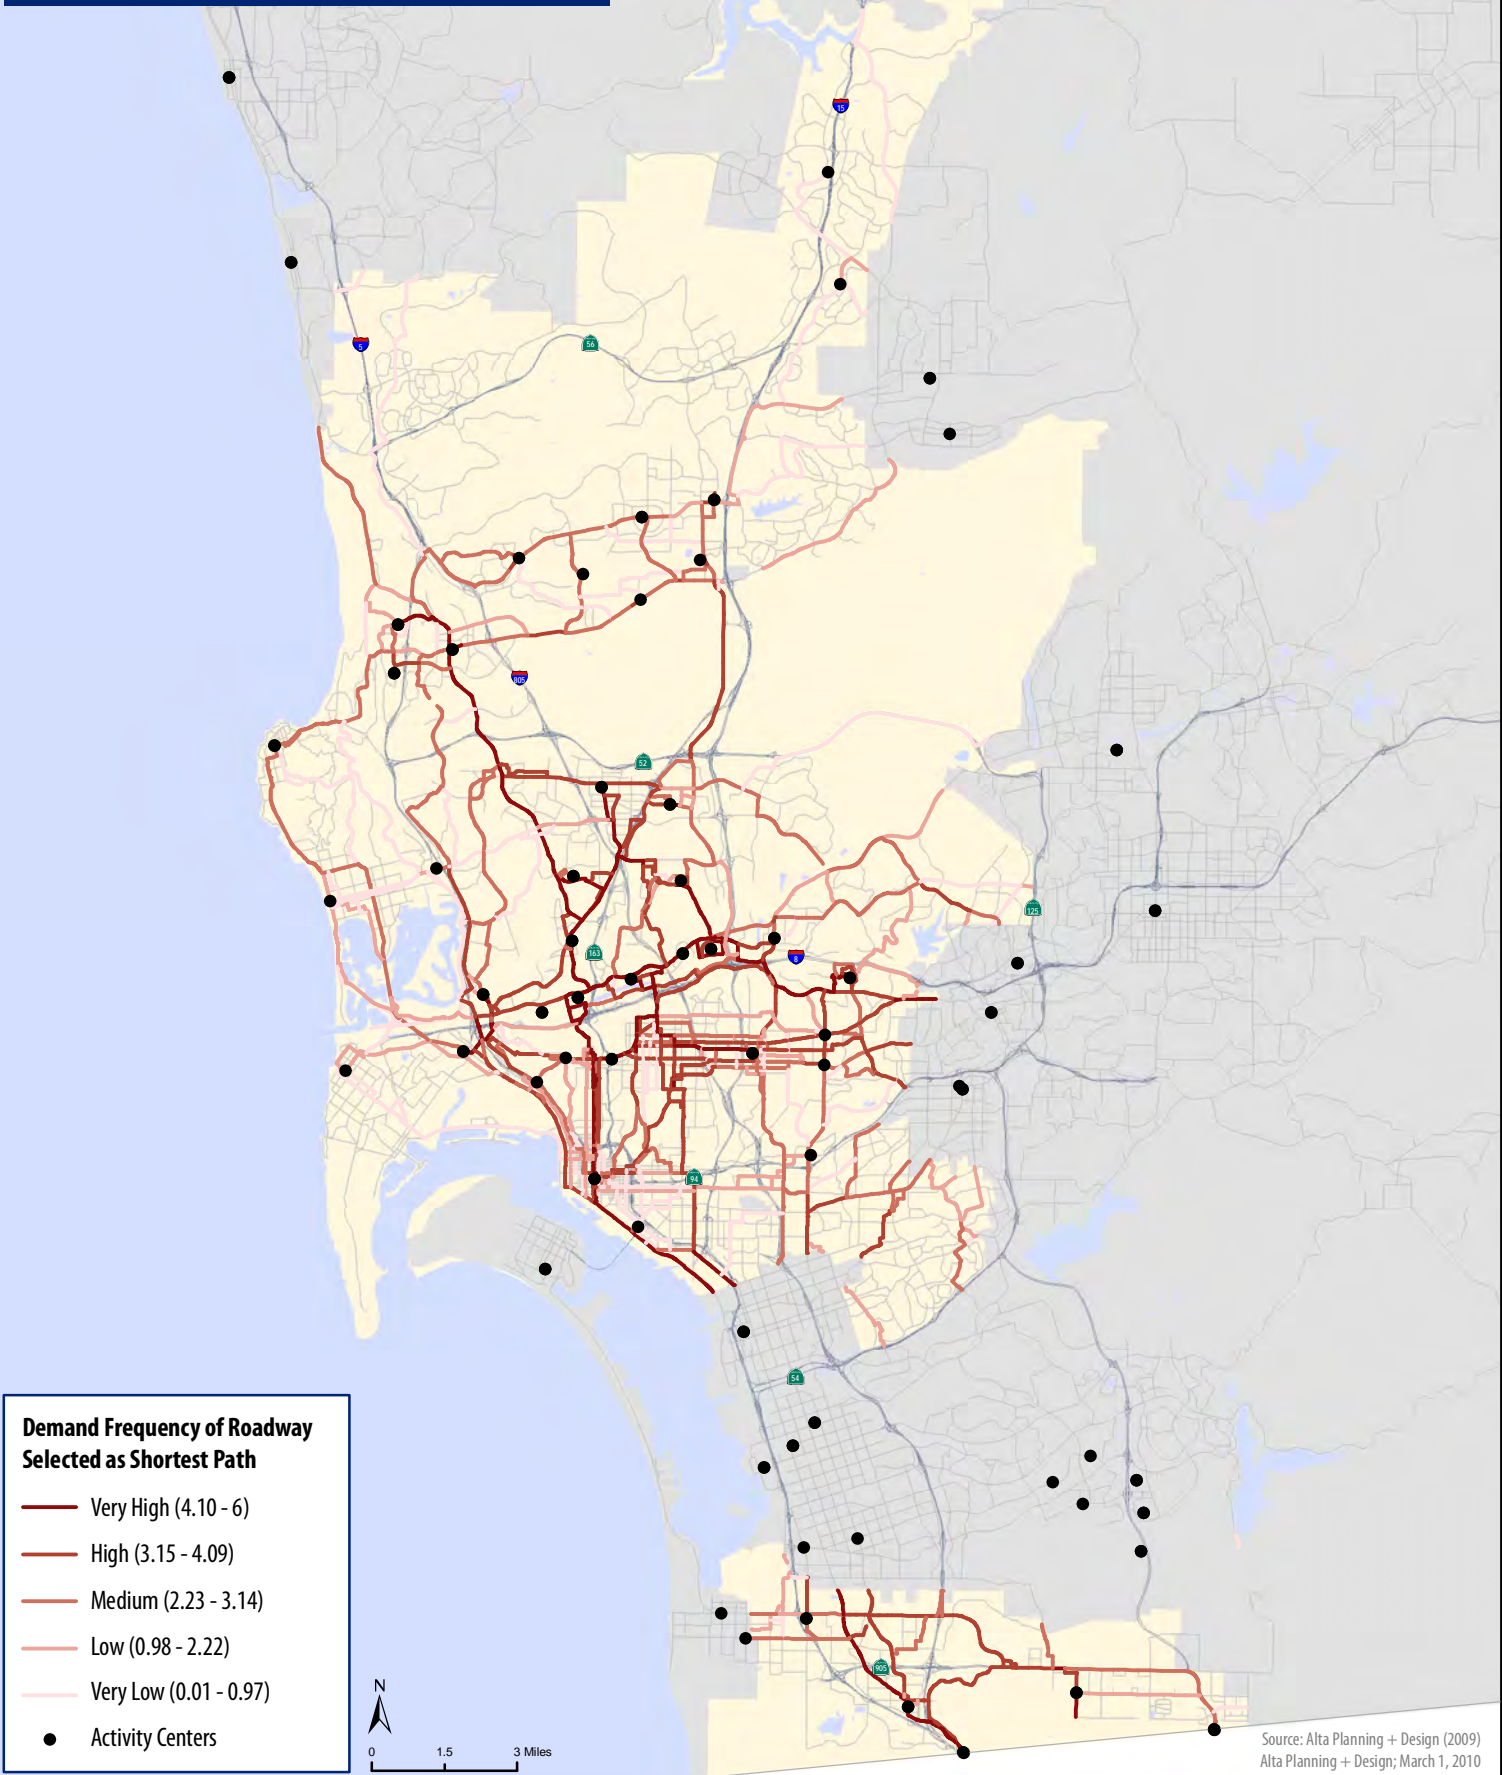 15
5
56
805
52
125
163
8
94
54
905
Demand Frequency of Roadway
Selected as Shortest Path
Very High (4.10 - 6)
High (3.15 - 4.09)
Medium (2.23 - 3.14)
Low (0.98 - 2.22)
Very Low (0.01 - 0.97)
Activity Centers
N
0 1.5 3 Miles
Source: Alta Planning + Design (2009)
Alta Planning + Design; March 1, 2010